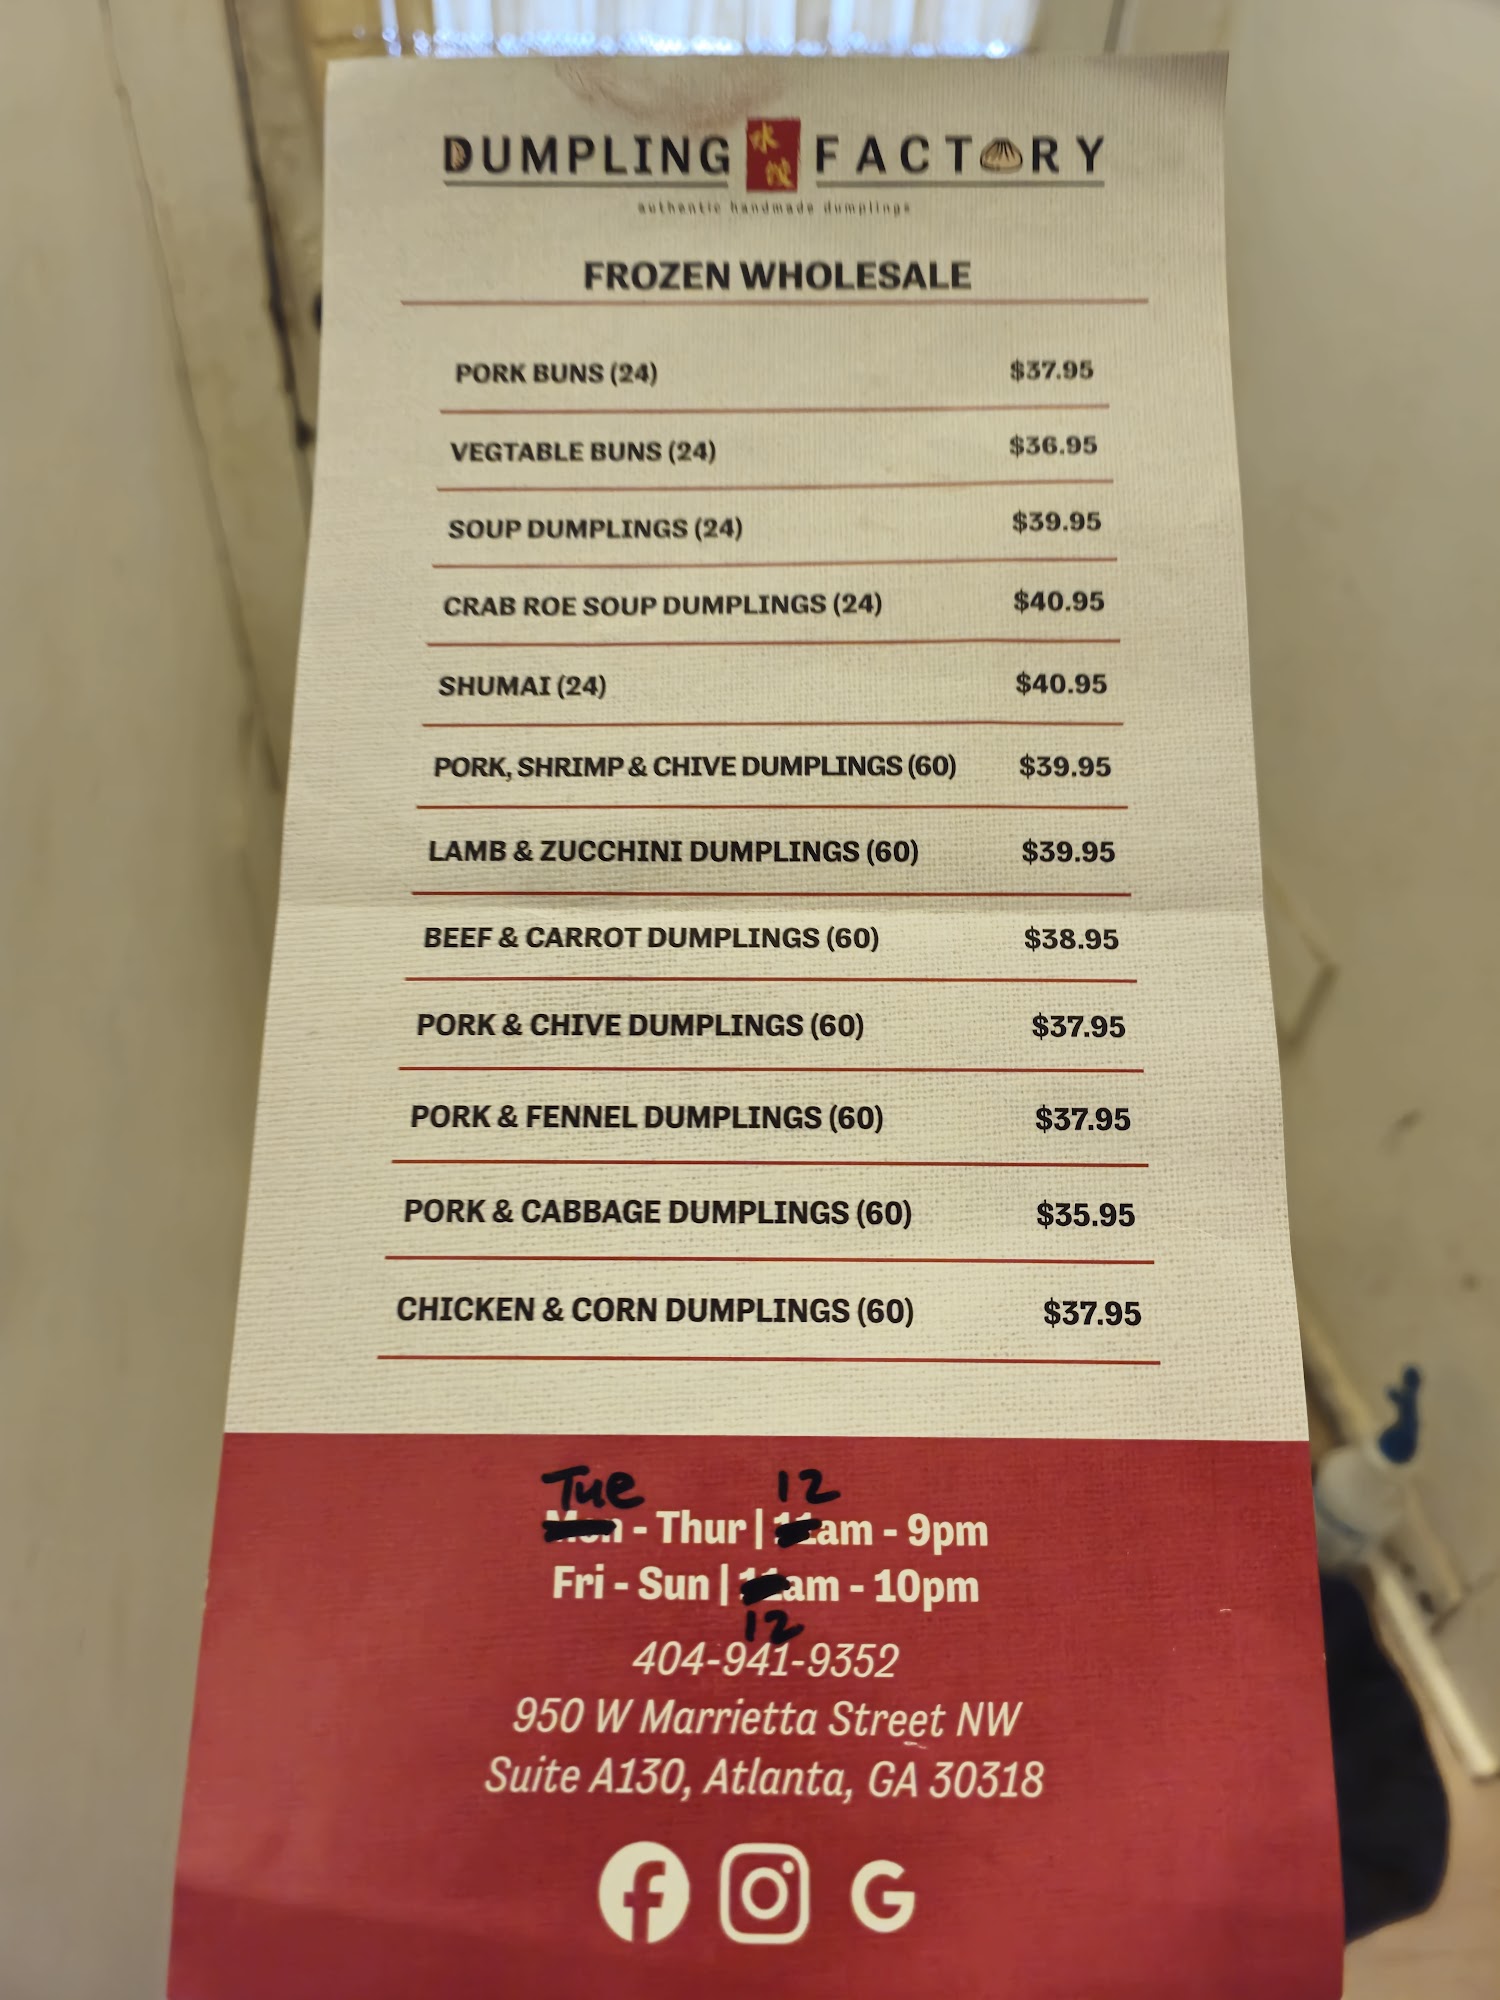 DUMPLING 水饺 FACTORY
authentic handmade dumplings
FROZEN WHOLESALE
PORK BUNS (24) $37.95
VEGTABLE BUNS (24) $36.95
SOUP DUMPLINGS (24) $39.95
CRAB ROE SOUP DUMPLINGS (24) $40.95
SHUMAI (24) $40.95
PORK, SHRIMP & CHIVE DUMPLINGS (60) $39.95
LAMB & ZUCCHINI DUMPLINGS (60) $39.95
BEEF & CARROT DUMPLINGS (60) $38.95
PORK & CHIVE DUMPLINGS (60) $37.95
PORK & FENNEL DUMPLINGS (60) $37.95
PORK & CABBAGE DUMPLINGS (60) $35.95
CHICKEN & CORN DUMPLINGS (60) $37.95
Tue 12
Mon - Thur | 11am - 9pm
Fri - Sun | 11am - 10pm
12
404-941-9352
950 W Marrietta Street NW
Suite A130, Atlanta, GA 30318